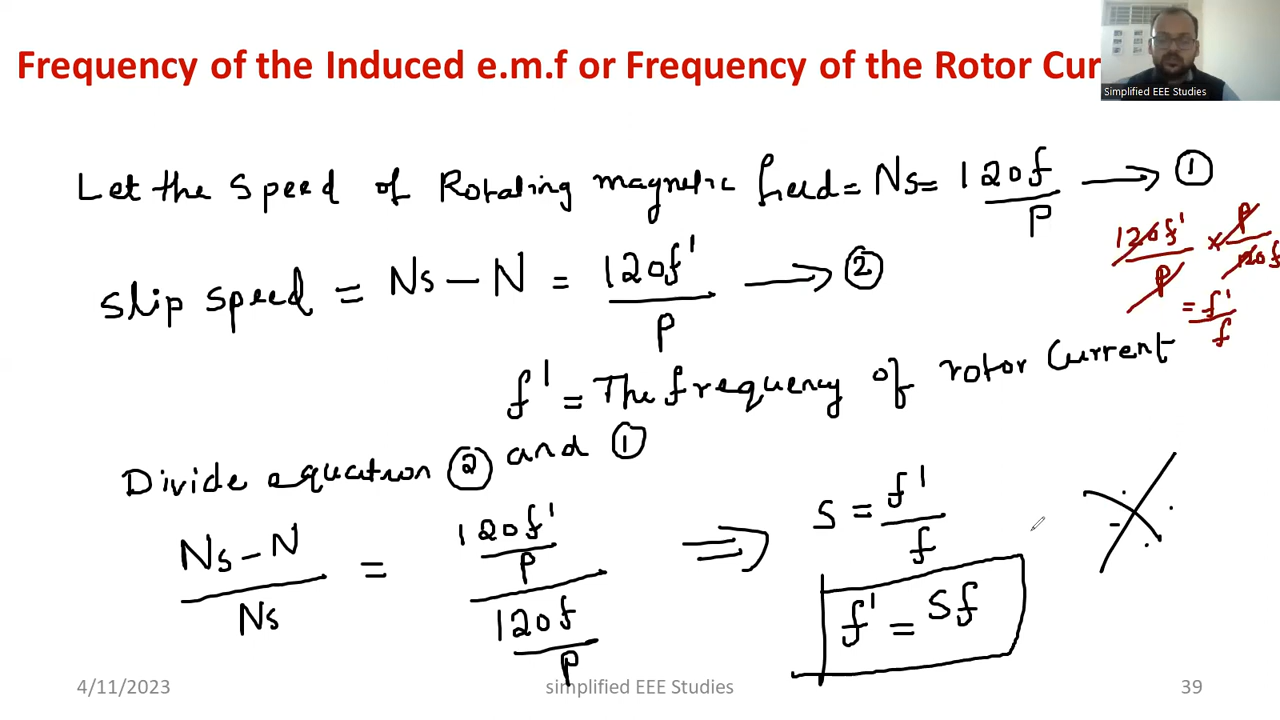 Frequency of the Induced e.m.f or Frequency of the Rotor Cur
Simplified EEE Studies
Let the Speed of Rotating magnetic field = Ns = 120f / P → ①
120f' / P × P / 120f
= f' / f
slip speed = Ns − N = 120f' / P → ②
f' = The frequency of rotor Current
Divide equation ② and ①
(Ns − N) / Ns = (120f' / P) / (120f / P) ⇒ S = f' / f
f' = Sf
4/11/2023
simplified EEE Studies
39